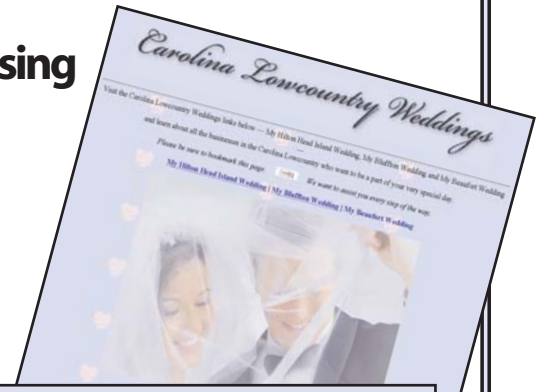 sing
Carolina Lowcountry Weddings
Visit the Carolina Lowcountry Weddings links below — My Hilton Head Island Wedding, My Bluffton Wedding and My Beaufort Wedding
and learn about all the businesses in the Carolina Lowcountry who want to be a part of your very special day.
Please be sure to bookmark this page. We want to assist you every step of the way.
My Hilton Head Island Wedding | My Bluffton Wedding | My Beaufort Wedding